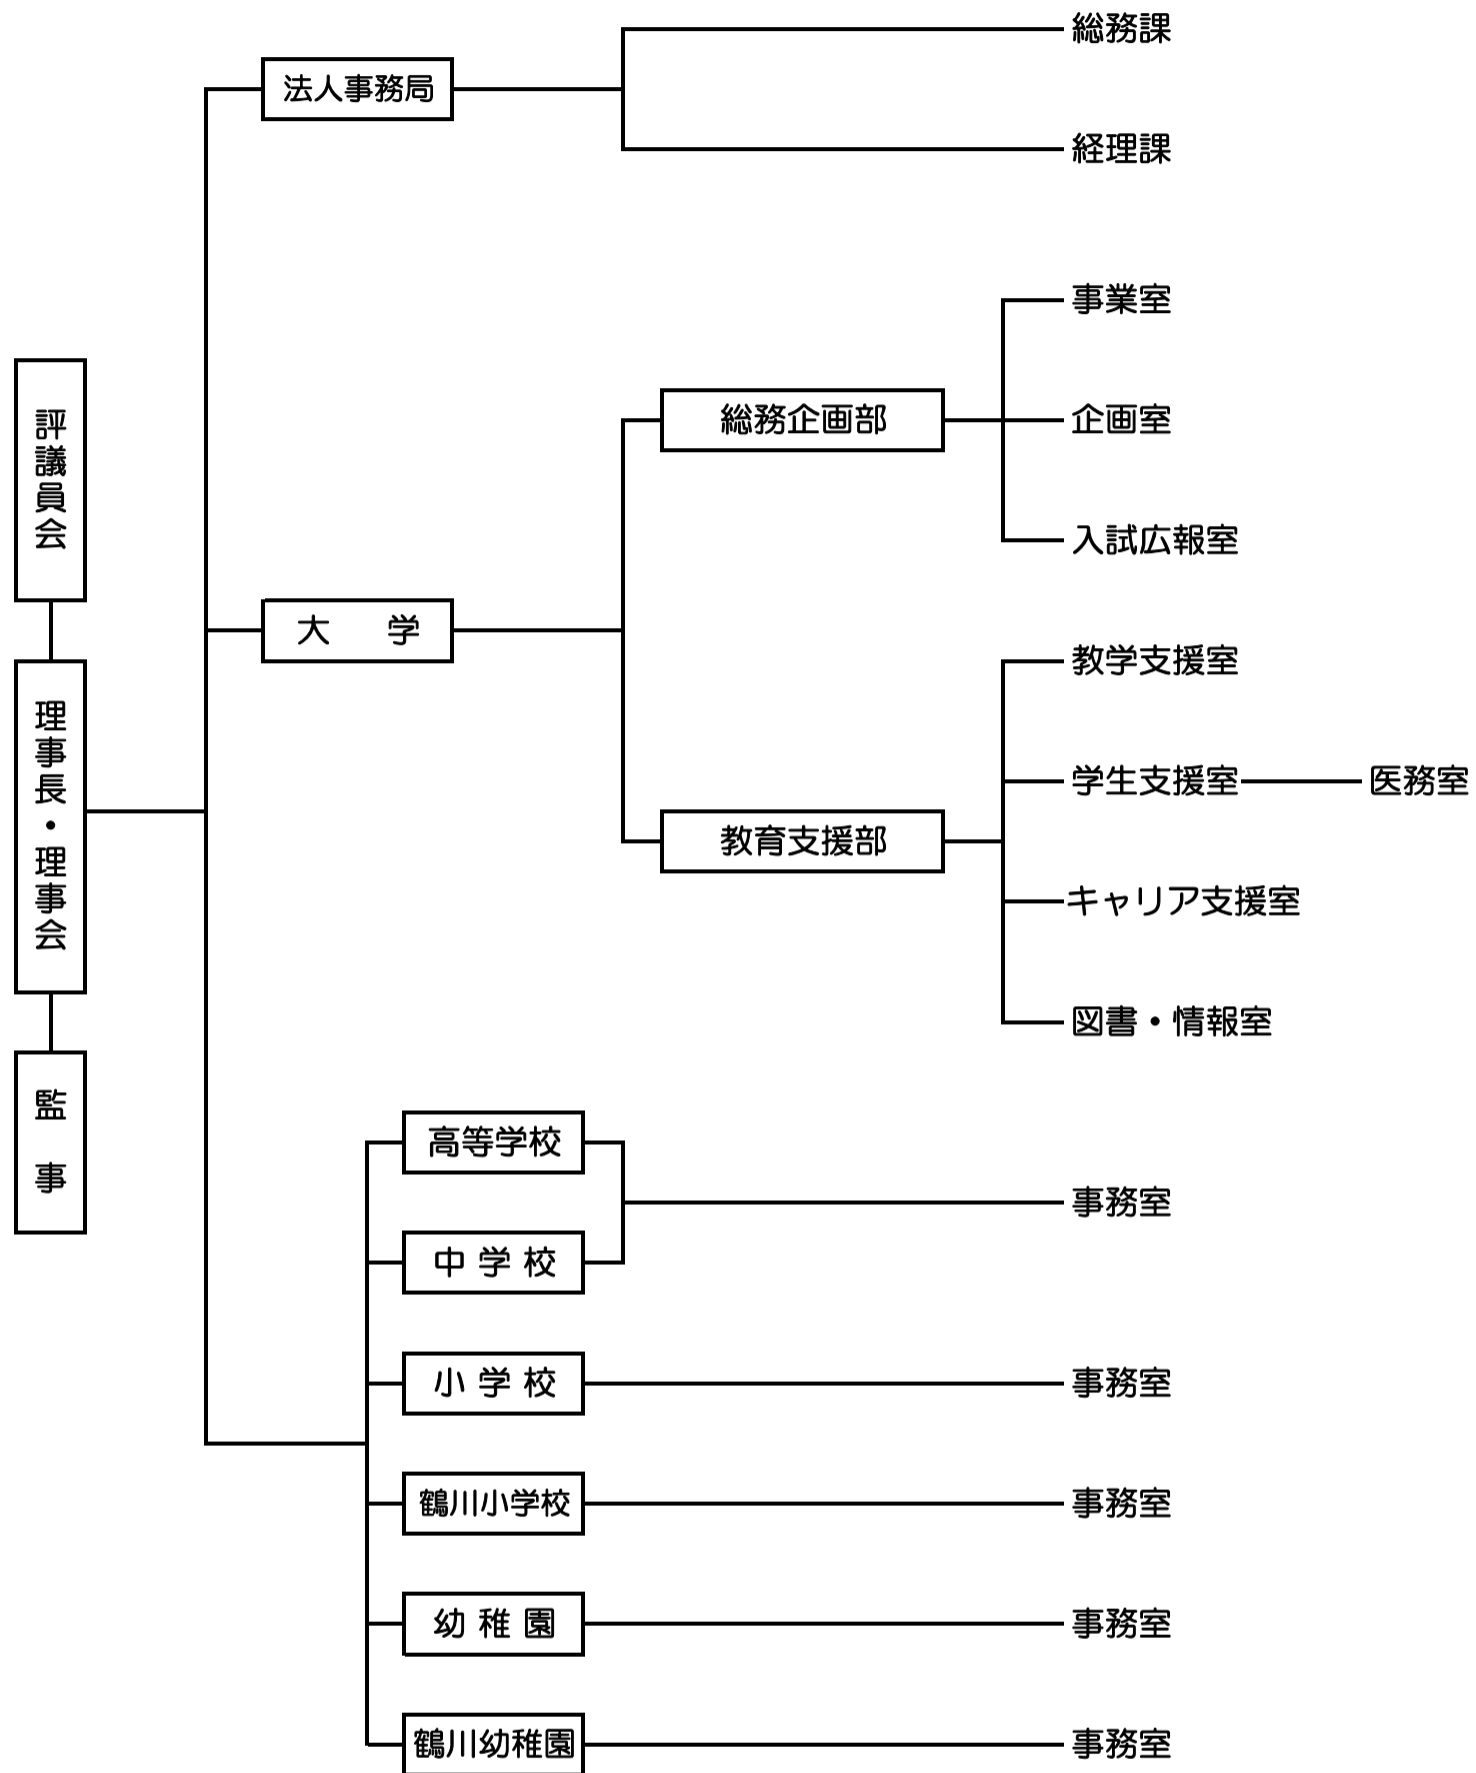 評議員会
理事長・理事会
監事
法人事務局
総務課
経理課
大学
総務企画部
事業室
企画室
入試広報室
教育支援部
教学支援室
学生支援室
医務室
キャリア支援室
図書・情報室
高等学校
中学校
事務室
小学校
事務室
鶴川小学校
事務室
幼稚園
事務室
鶴川幼稚園
事務室